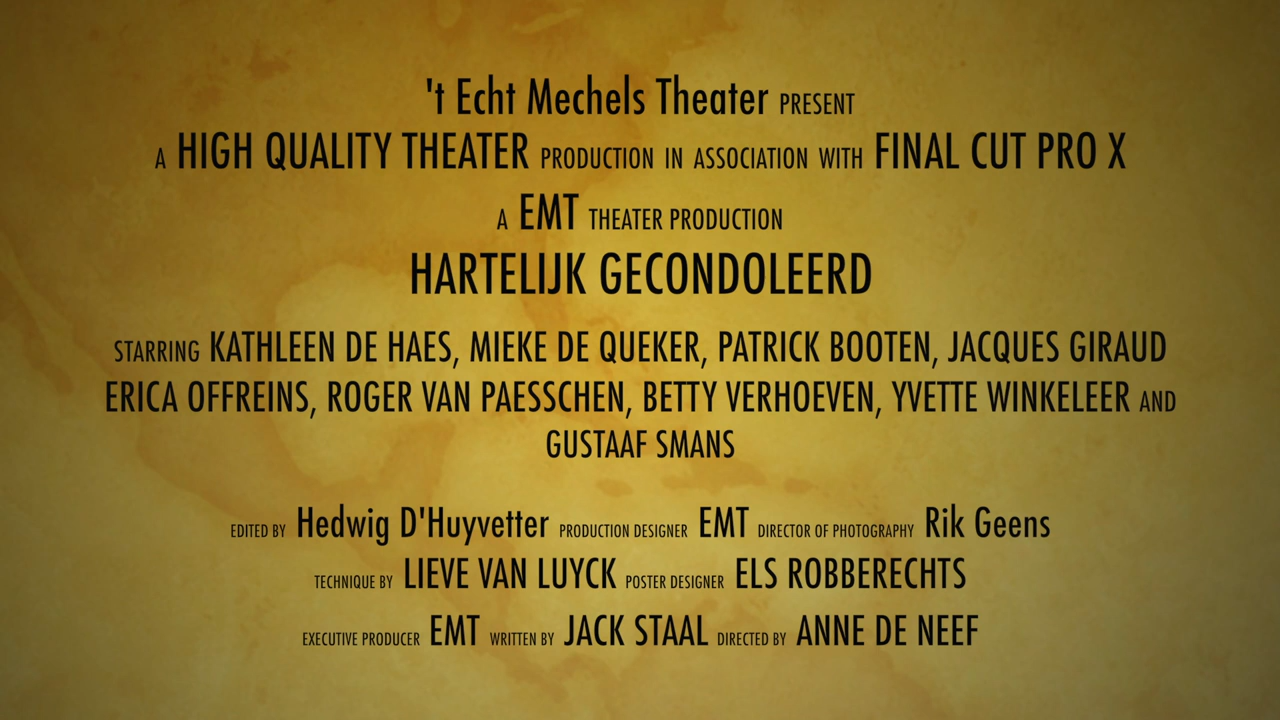 't Echt Mechels Theater PRESENT
A HIGH QUALITY THEATER PRODUCTION IN ASSOCIATION WITH FINAL CUT PRO X
A EMT THEATER PRODUCTION
HARTELIJK GECONDOLEERD
STARRING KATHLEEN DE HAES, MIEKE DE QUEKER, PATRICK BOOTEN, JACQUES GIRAUD
ERICA OFFREINS, ROGER VAN PAESSCHEN, BETTY VERHOEVEN, YVETTE WINKELEER AND
GUSTAAF SMANS
EDITED BY Hedwig D'Huyvetter PRODUCTION DESIGNER EMT DIRECTOR OF PHOTOGRAPHY Rik Geens
TECHNIQUE BY LIEVE VAN LUYCK POSTER DESIGNER ELS ROBBERECHTS
EXECUTIVE PRODUCER EMT WRITTEN BY JACK STAAL DIRECTED BY ANNE DE NEEF